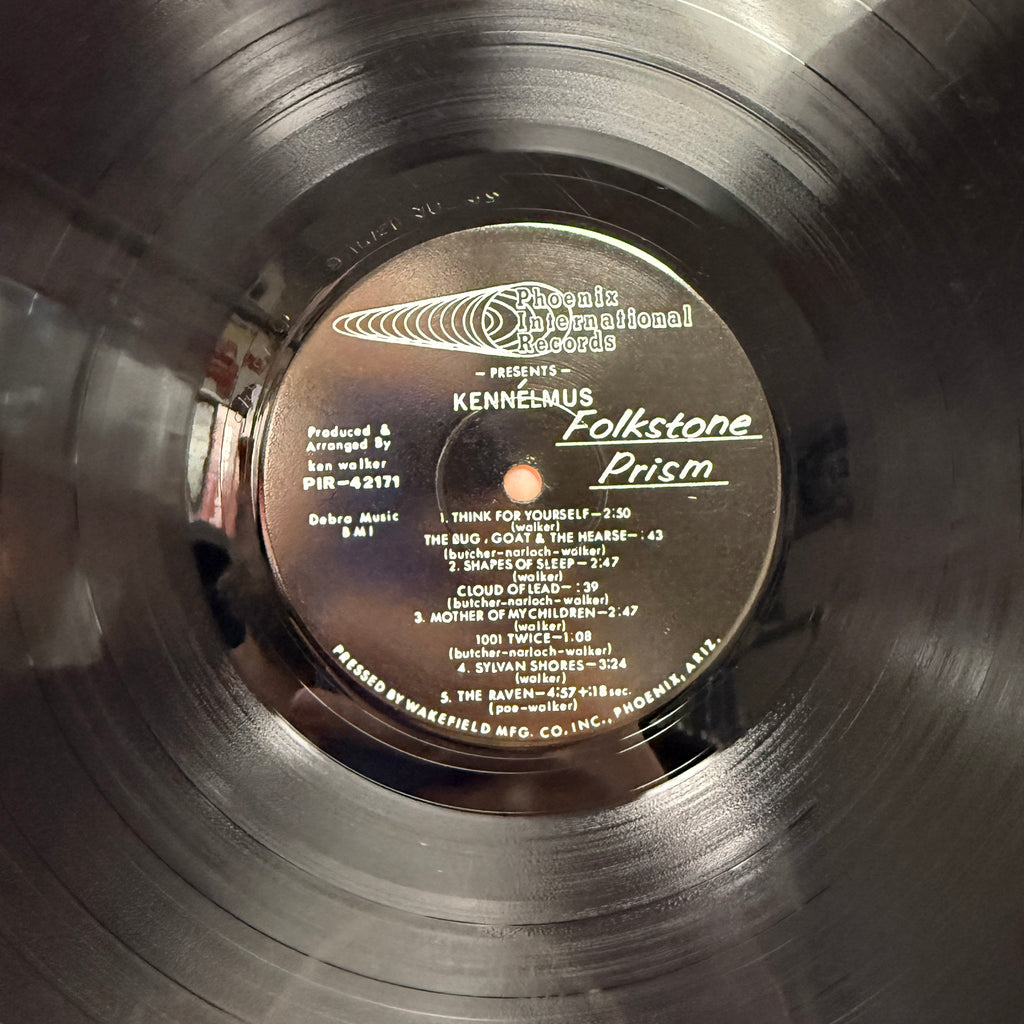 Phoenix
International
Records
- PRESENTS -
KENNÉLMUS
Folkstone
Prism
Produced &
Arranged By
ken walker
PIR-42171
Debra Music
BMI
1. THINK FOR YOURSELF-2:50
(walker)
THE BUG, GOAT & THE HEARSE-:43
(butcher-narloch-walker)
2. SHAPES OF SLEEP-2:47
(walker)
CLOUD OF LEAD-:39
(butcher-narloch-walker)
3. MOTHER OF MY CHILDREN-2:47
(walker)
1001 TWICE-1:08
(butcher-narloch-walker)
4. SYLVAN SHORES-3:24
(walker)
5. THE RAVEN-4:57+:18 sec.
(poe-walker)
PRESSED BY WAKEFIELD MFG. CO. INC., PHOENIX, ARIZ.